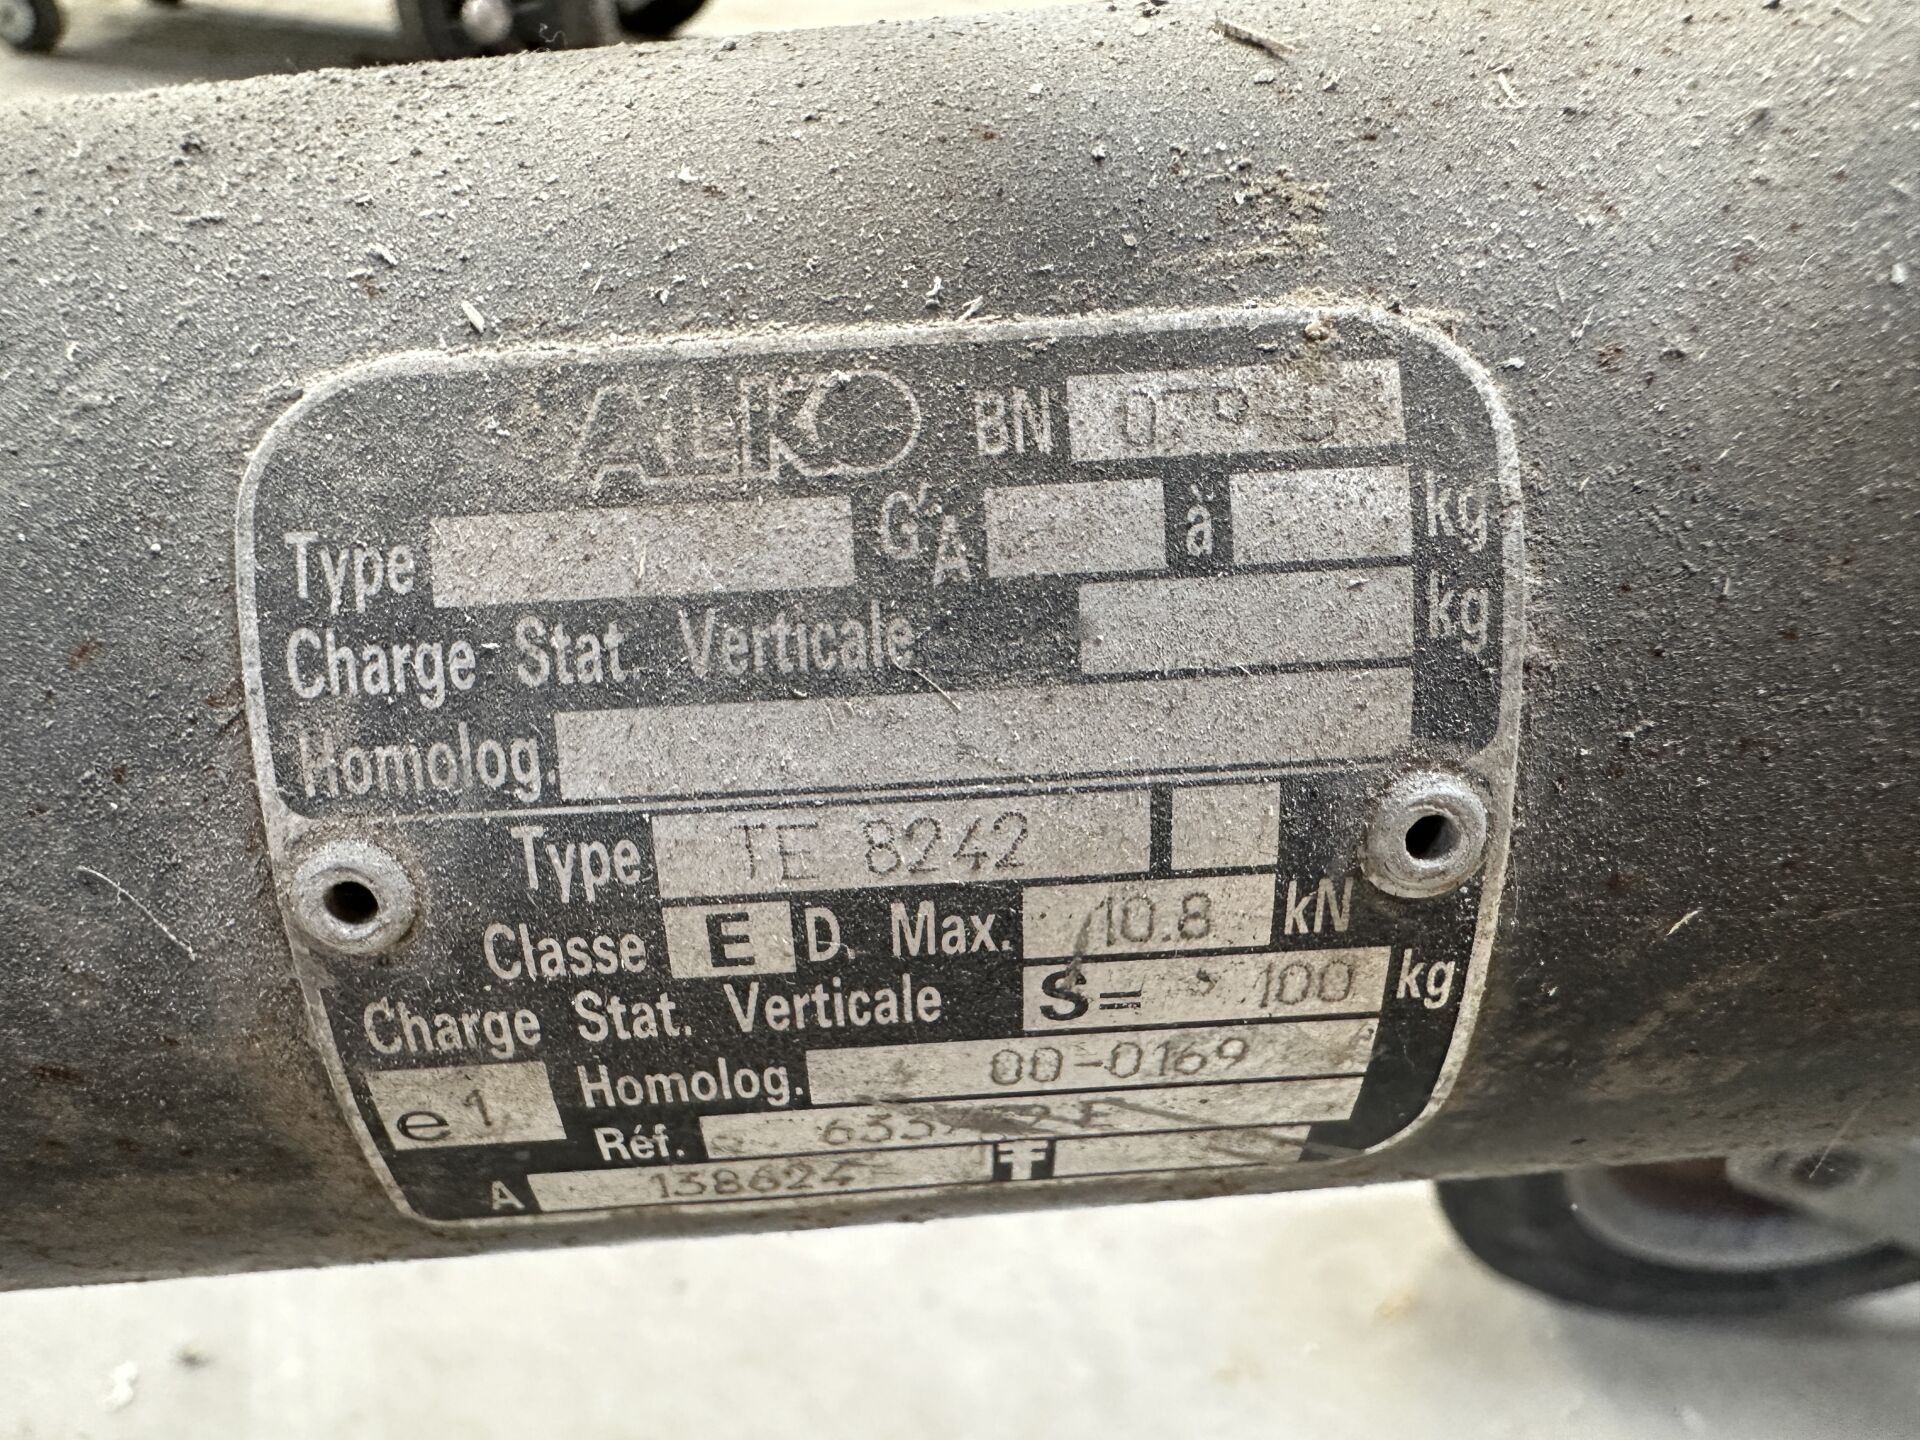 ALKO BN
Type G'A à kg
Charge Stat. Verticale kg
Homolog.
Type TE 8242
Classe E D. Max. 10.8 kN
Charge Stat. Verticale S= 100 kg
e1 Homolog. 00-0169
Réf.
A 138624